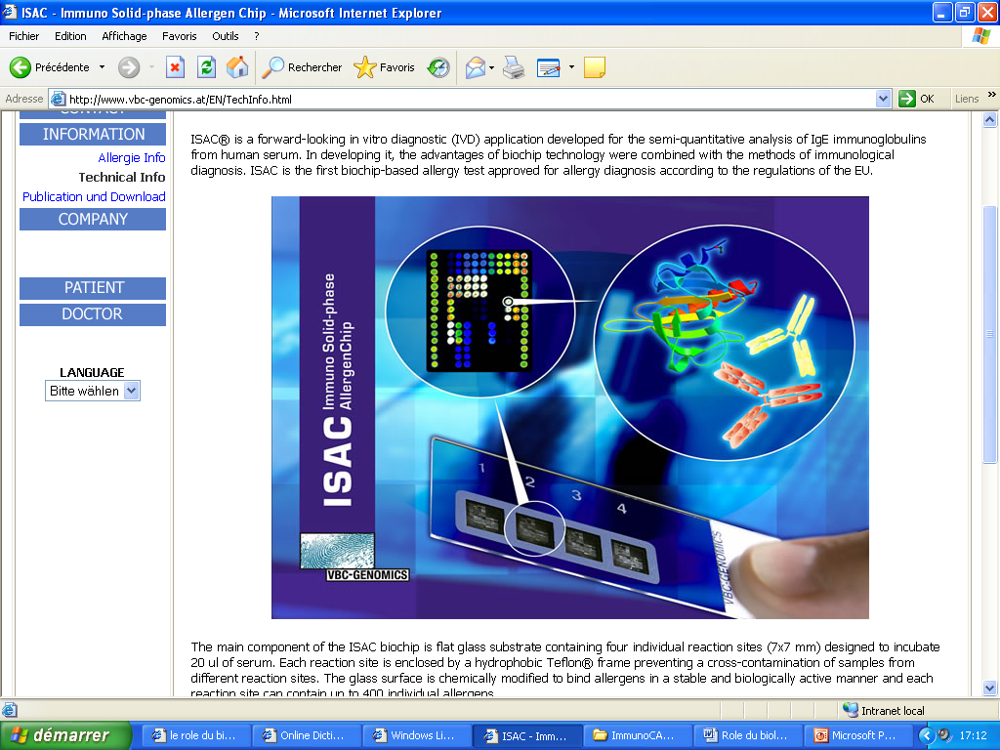 ISAC - Immuno Solid-phase Allergen Chip - Microsoft Internet Explorer
Fichier Edition Affichage Favoris Outils ?
Précédente Rechercher Favoris
Adresse http://www.vbc-genomics.at/EN/TechInfo.html OK Liens »
CONTACT
INFORMATION
Allergie Info
Technical Info
Publication und Download
COMPANY
PATIENT
DOCTOR
LANGUAGE
Bitte wählen
ISAC® is a forward-looking in vitro diagnostic (IVD) application developed for the semi-quantitative analysis of IgE immunoglobulins
from human serum. In developing it, the advantages of biochip technology were combined with the methods of immunological
diagnosis. ISAC is the first biochip-based allergy test approved for allergy diagnosis according to the regulations of the EU.
ISAC Immuno Solid-phase
AllergenChip
VBC-GENOMICS
1 2 3 4
VBC-GENOMICS
The main component of the ISAC biochip is flat glass substrate containing four individual reaction sites (7x7 mm) designed to incubate
20 ul of serum. Each reaction site is enclosed by a hydrophobic Teflon® frame preventing a cross-contamination of samples from
different reaction sites. The glass surface is chemically modified to bind allergens in a stable and biologically active manner and each
reaction site can contain up to 400 individual allergens.
Intranet local
démarrer le role du bi... Online Dicti... Windows Li... ISAC - Imm... ImmunoCA... Role du biol... Microsoft P... 17:12